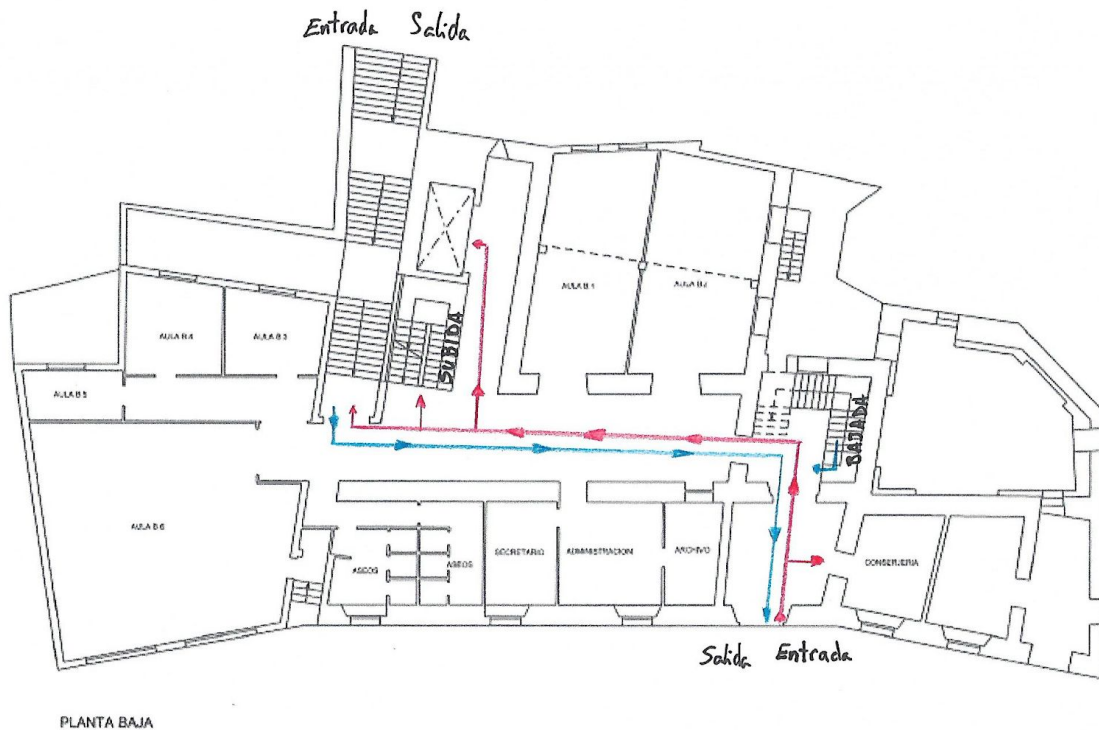 Entrada Salida
AULA B.1
AULA B.2
AULA B.4
AULA B.3
SUBIDA
AULA B.5
BAJADA
AULA B.6
ASEOS
ASEOS
SECRETARIO
ADMINISTRACION
ARCHIVO
CONSERJERIA
Salida Entrada
PLANTA BAJA